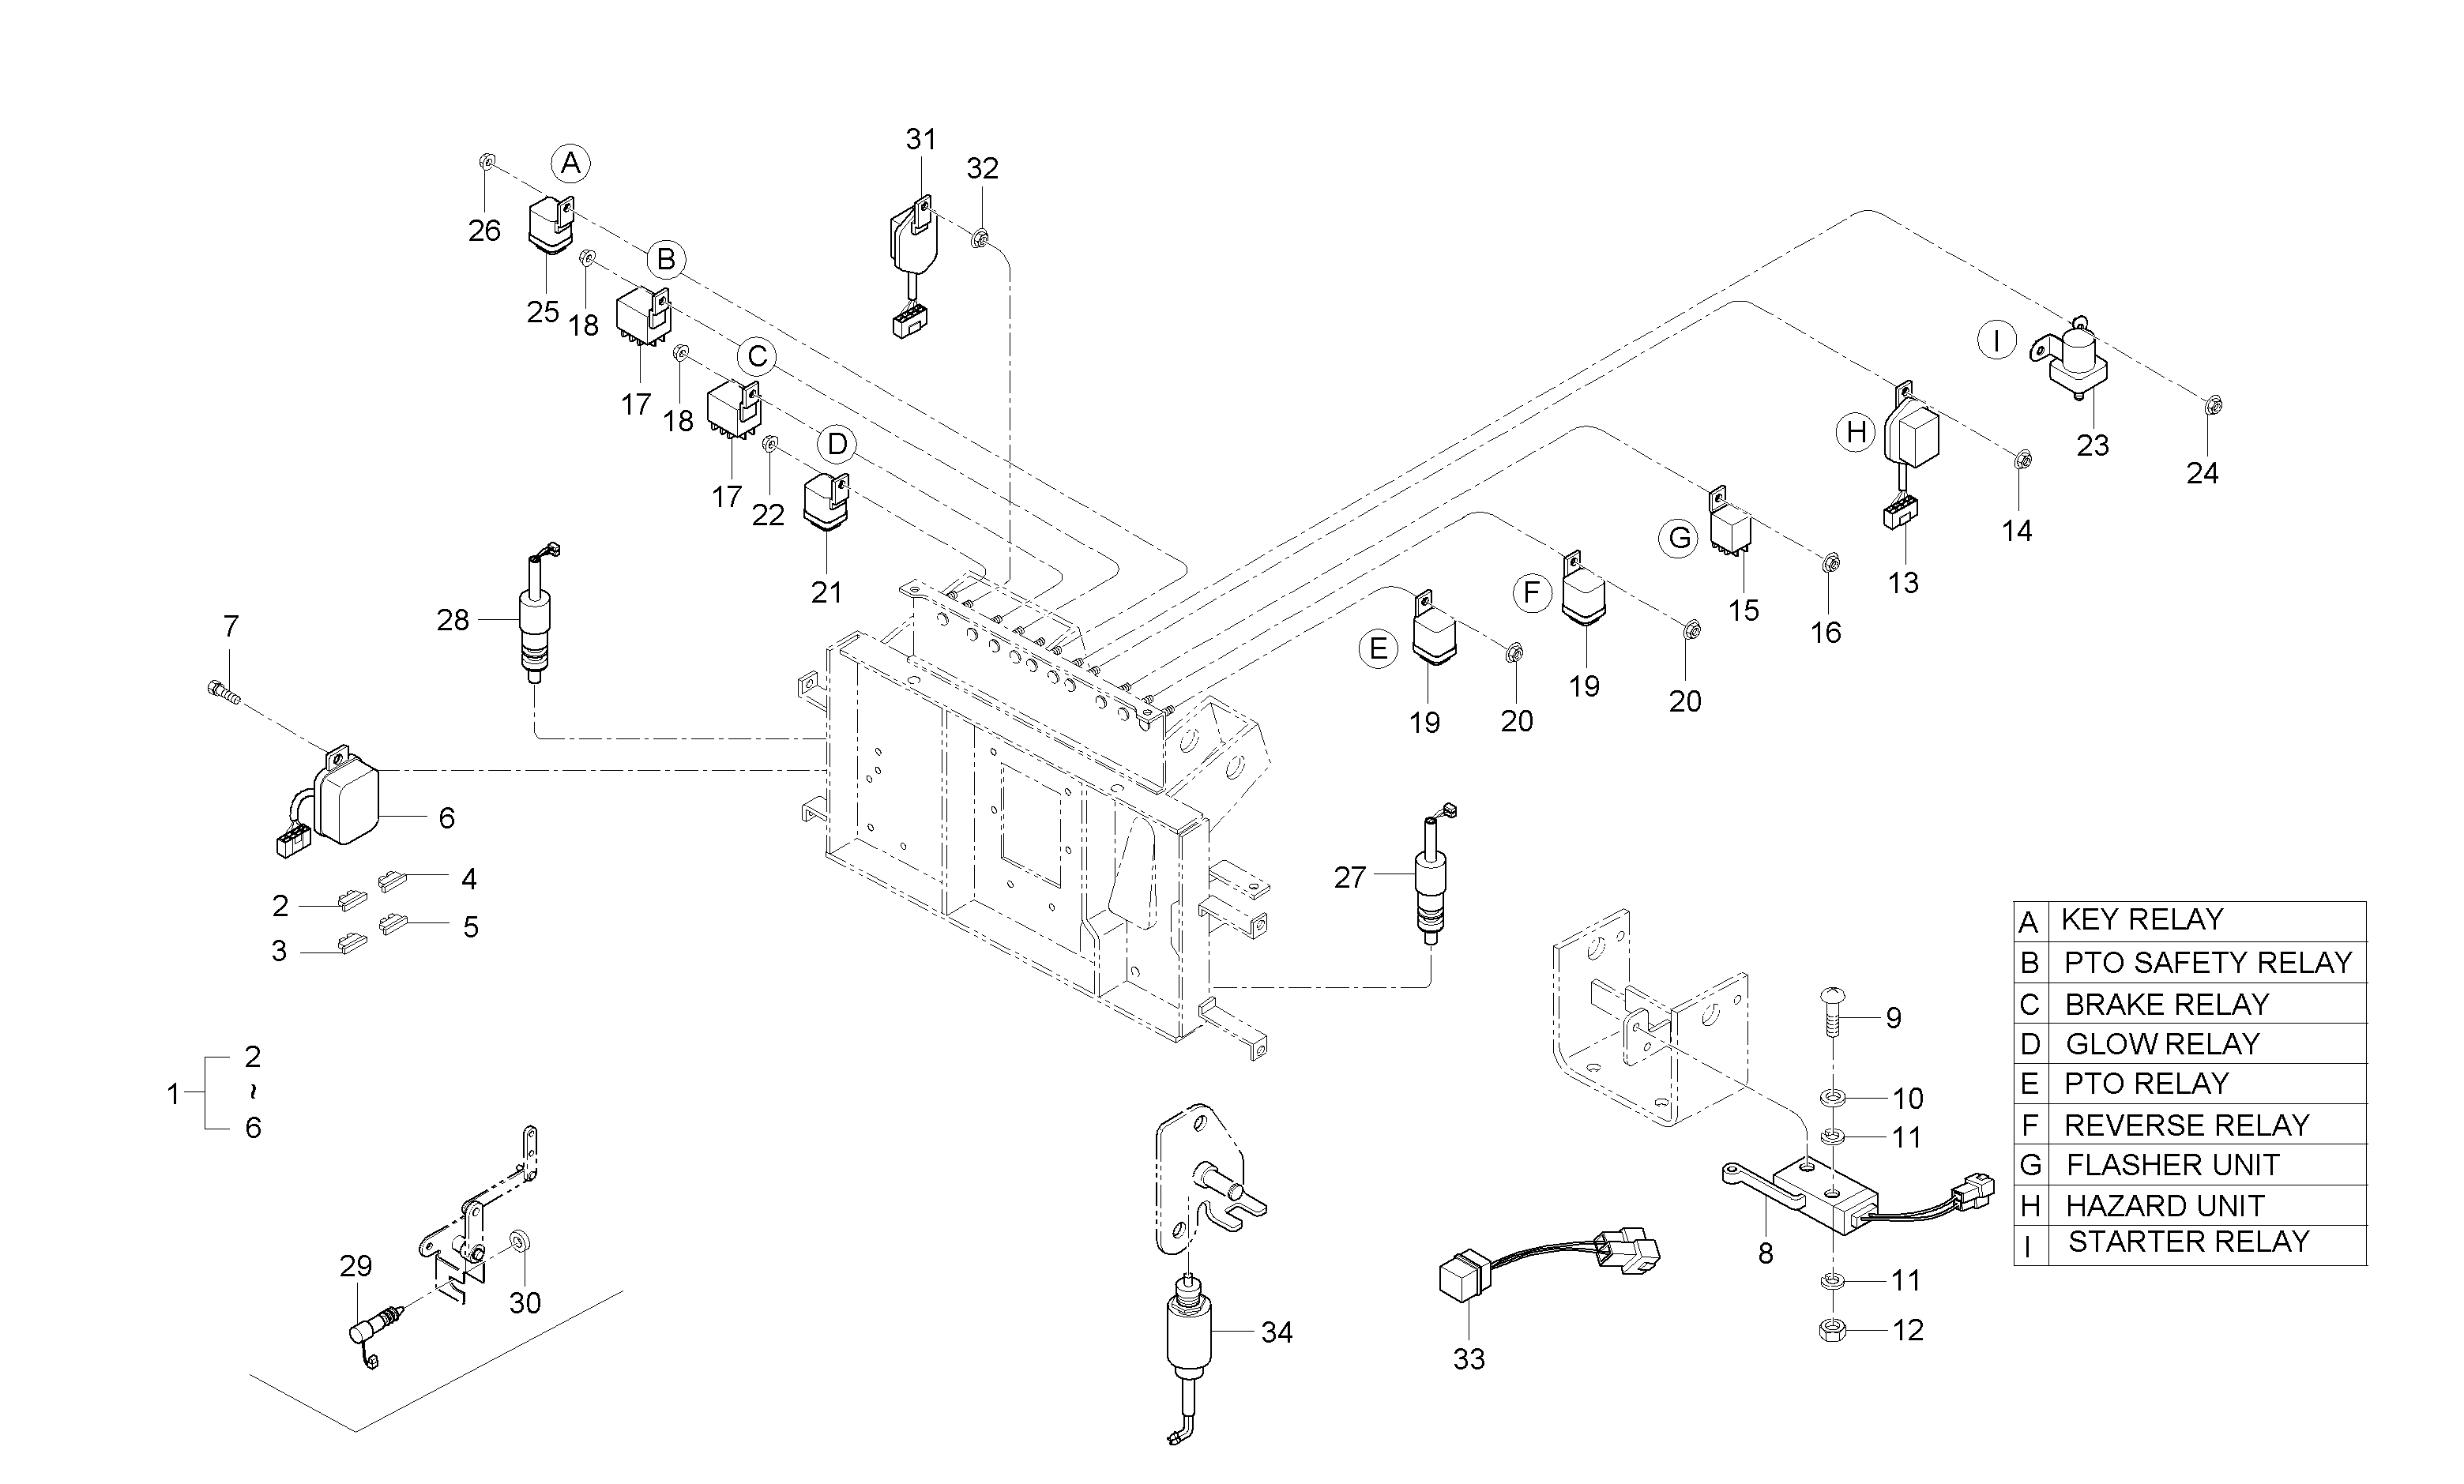 31
32
A
26
B
25
18
C
17
18
D
17
22
21
I
23
24
H
14
13
G
15
16
F
19
20
E
19
20
28
7
6
4
2
5
3
27
1
2
~
6
29
30
34
33
9
10
11
8
11
12
A KEY RELAY
B PTO SAFETY RELAY
C BRAKE RELAY
D GLOW RELAY
E PTO RELAY
F REVERSE RELAY
G FLASHER UNIT
H HAZARD UNIT
I STARTER RELAY